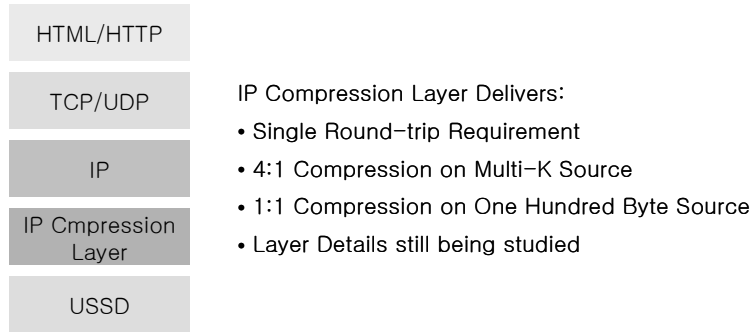 HTML/HTTP
TCP/UDP
IP
IP Cmpression
Layer
USSD
IP Compression Layer Delivers:
• Single Round-trip Requirement
• 4:1 Compression on Multi-K Source
• 1:1 Compression on One Hundred Byte Source
• Layer Details still being studied